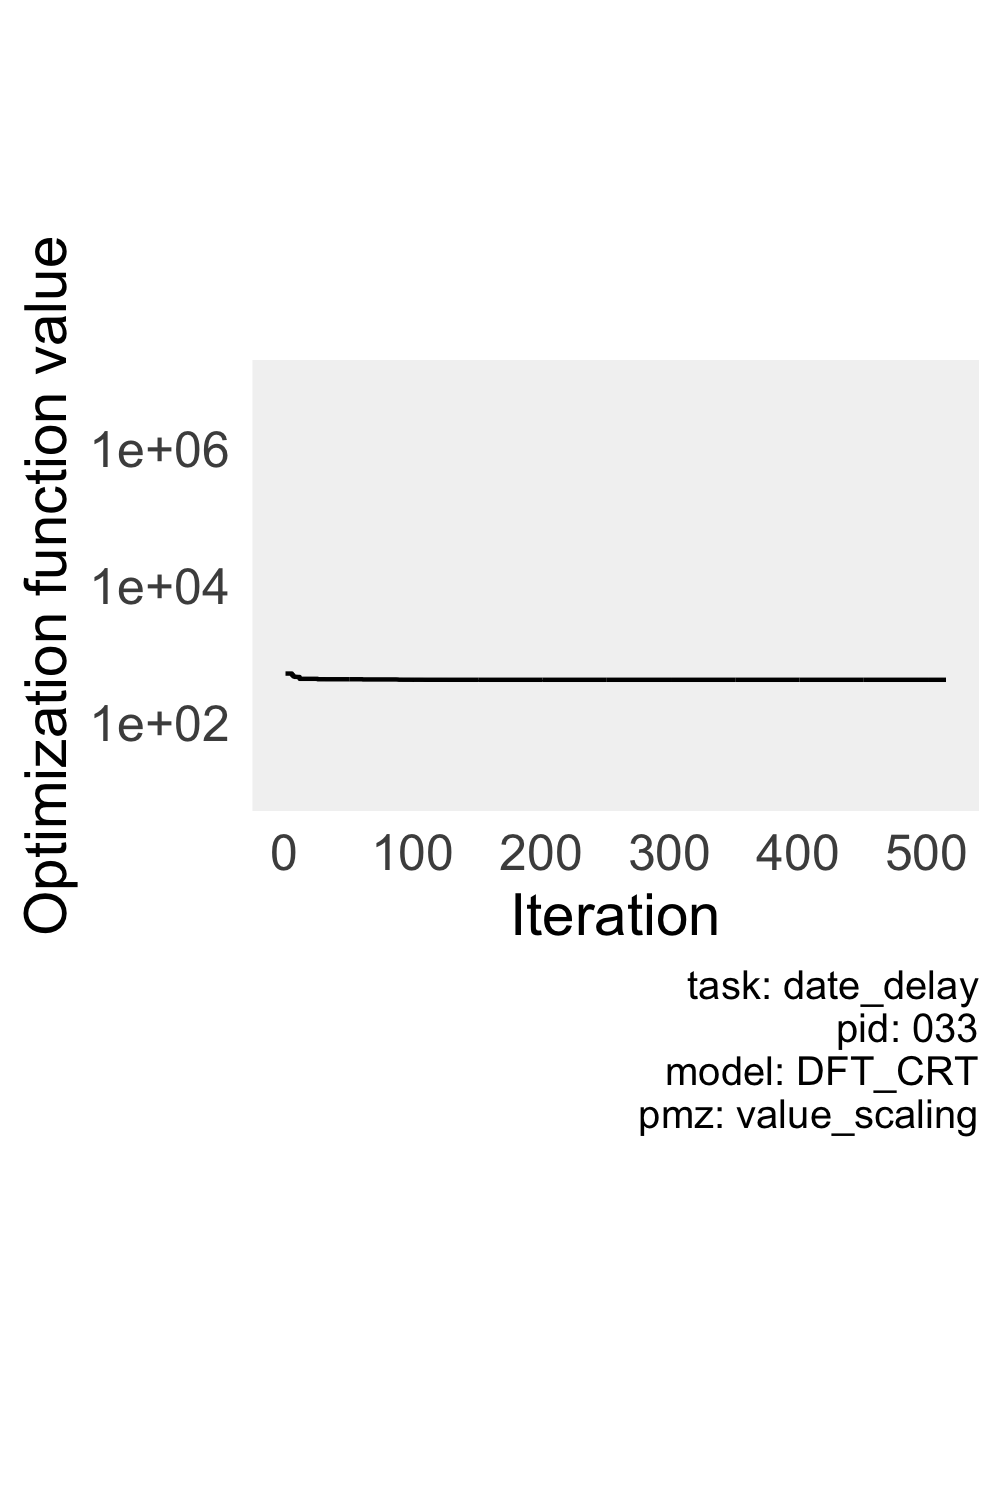 Optimization function value
1e+06
1e+04
1e+02
0 100 200 300 400 500
Iteration
task: date_delay
pid: 033
model: DFT_CRT
pmz: value_scaling